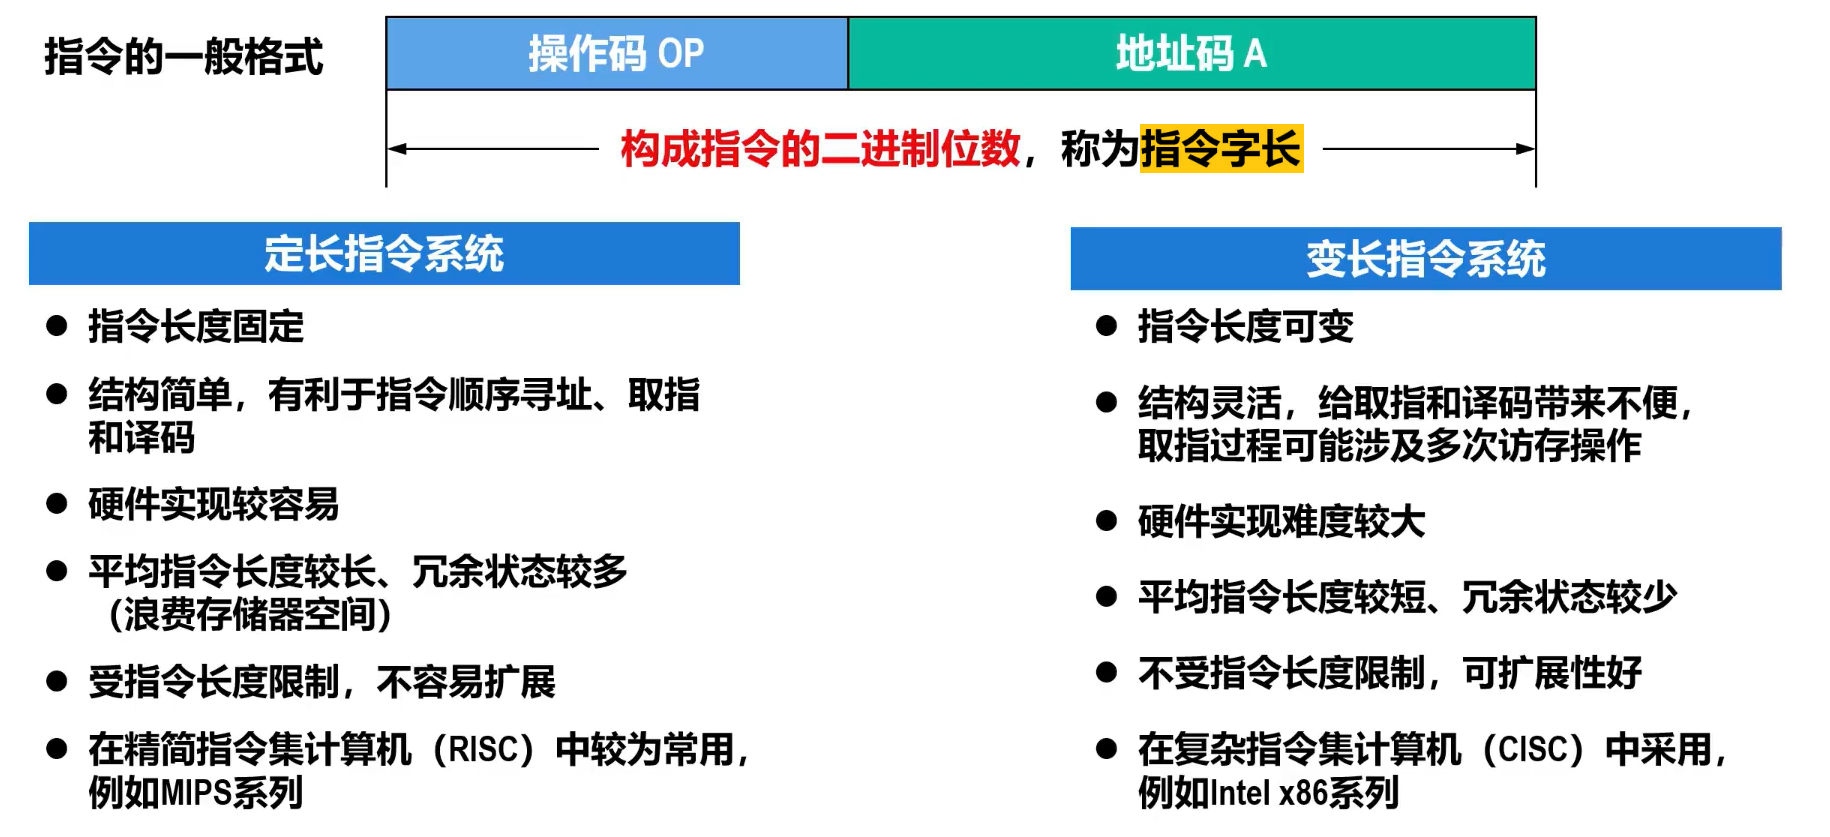 指令的一般格式
操作码 OP
地址码 A
构成指令的二进制位数，称为指令字长
定长指令系统
● 指令长度固定
● 结构简单，有利于指令顺序寻址、取指
和译码
● 硬件实现较容易
● 平均指令长度较长、冗余状态较多
（浪费存储器空间）
● 受指令长度限制，不容易扩展
● 在精简指令集计算机（RISC）中较为常用，
例如MIPS系列
变长指令系统
● 指令长度可变
● 结构灵活，给取指和译码带来不便，
取指过程可能涉及多次访存操作
● 硬件实现难度较大
● 平均指令长度较短、冗余状态较少
● 不受指令长度限制，可扩展性好
● 在复杂指令集计算机（CISC）中采用，
例如Intel x86系列